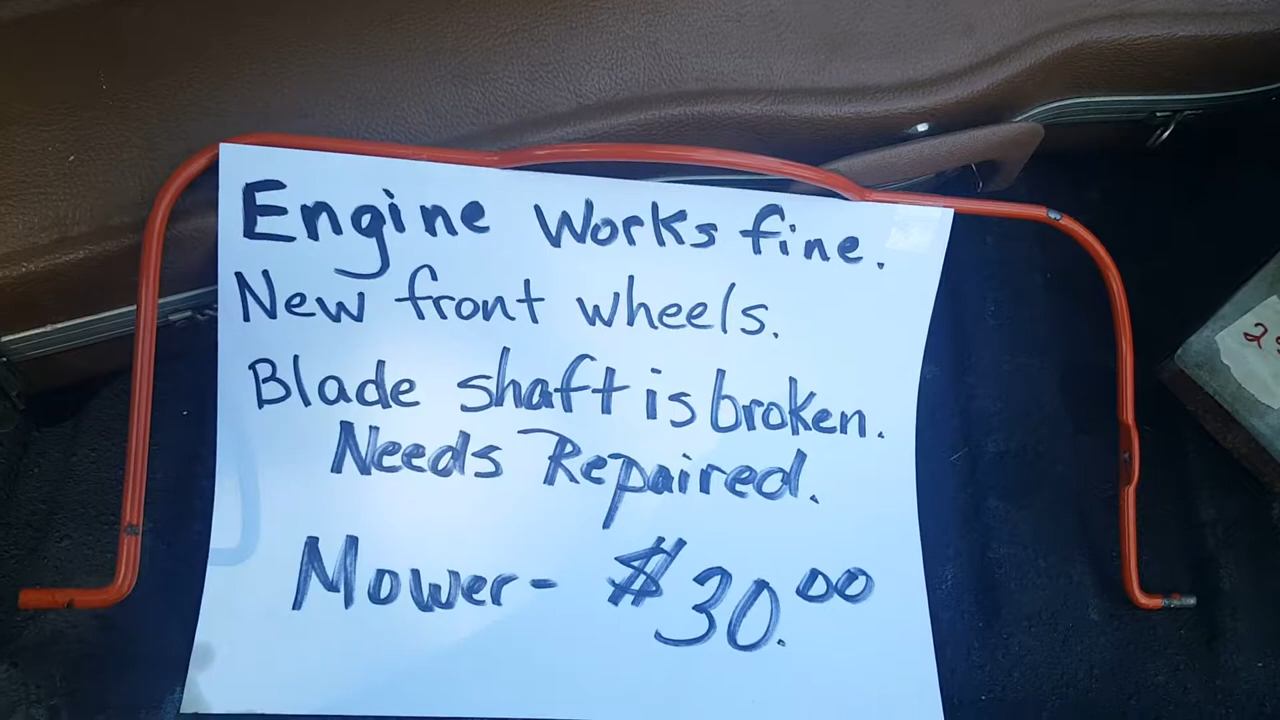 Engine Works fine.
New front wheels.
Blade shaft is broken.
Needs Repaired.
Mower - $30.00